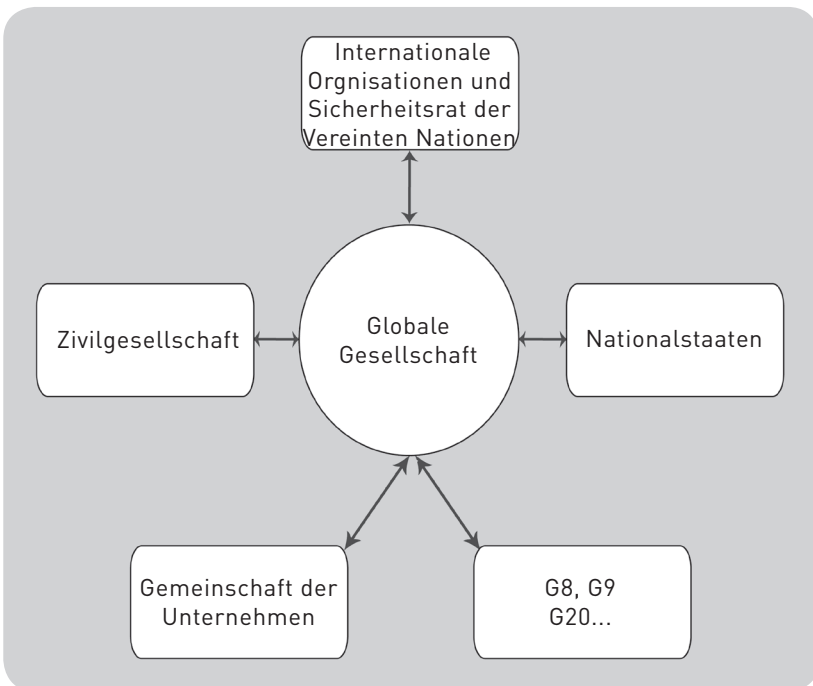 Internationale
Orgnisationen und
Sicherheitsrat der
Vereinten Nationen
Zivilgesellschaft
Globale
Gesellschaft
Nationalstaaten
Gemeinschaft der
Unternehmen
G8, G9
G20...